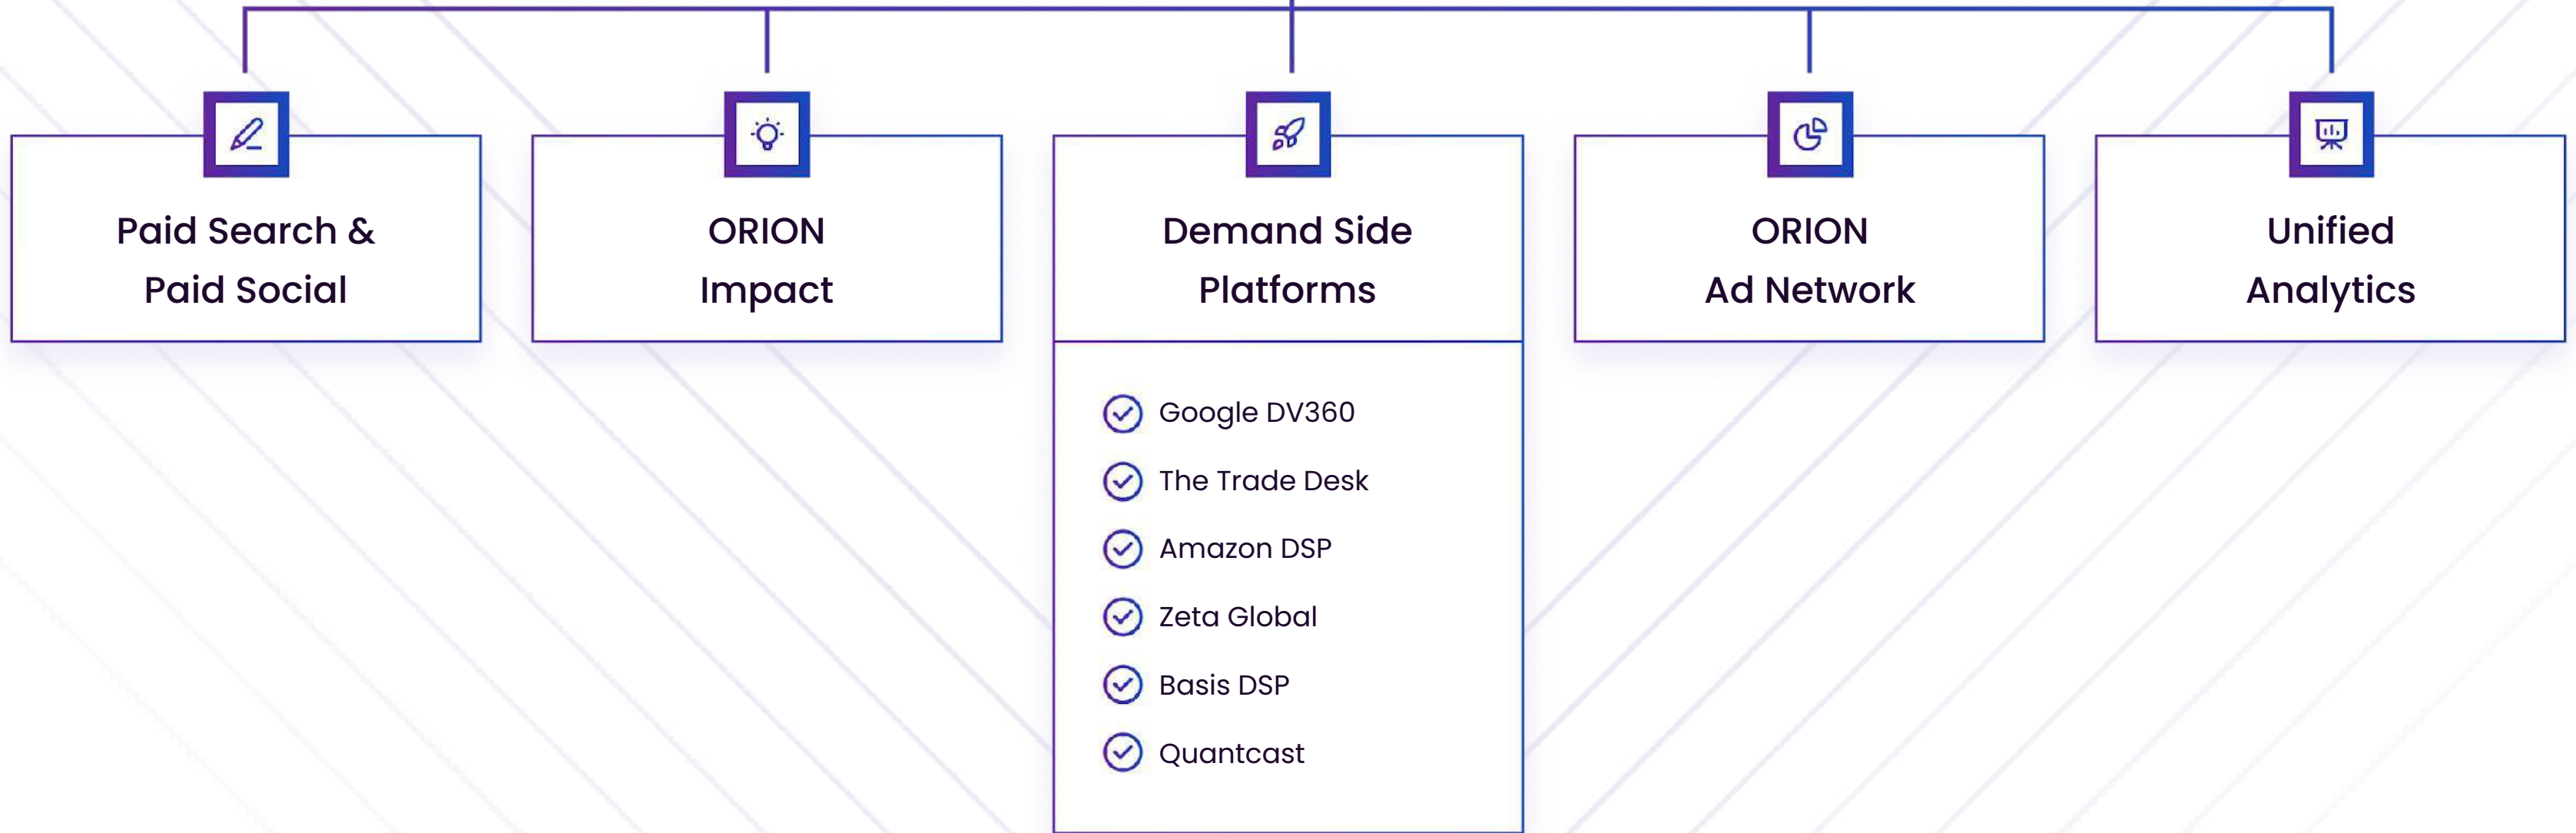 Paid Search &
Paid Social
ORION
Impact
Demand Side
Platforms
Google DV360
The Trade Desk
Amazon DSP
Zeta Global
Basis DSP
Quantcast
ORION
Ad Network
Unified
Analytics